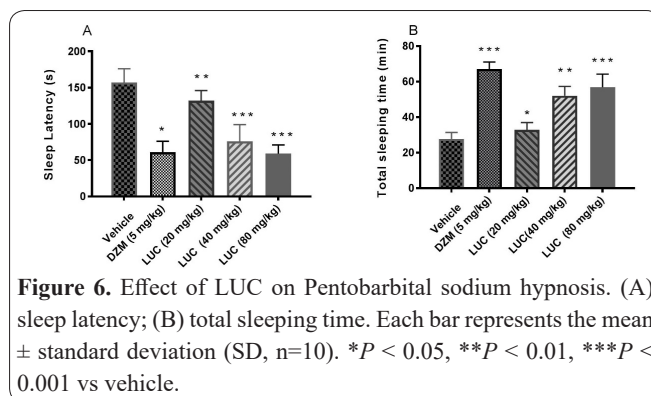 A
Sleep Latency (s)
200
150
100
50
0
*
* *
* * *
* * *
Vehicle
DZM (5 mg/kg)
LUC (20 mg/kg)
LUC (40 mg/kg)
LUC (80 mg/kg)
B
Total sleeping time (min)
80
60
40
20
0
* * *
*
* *
* * *
Vehicle
DZM (5 mg/kg)
LUC (20 mg/kg)
LUC(40 mg/kg)
LUC (80 mg/kg)
Figure 6. Effect of LUC on Pentobarbital sodium hypnosis. (A)
sleep latency; (B) total sleeping time. Each bar represents the mean
± standard deviation (SD, n=10). *P < 0.05, **P < 0.01, ***P <
0.001 vs vehicle.